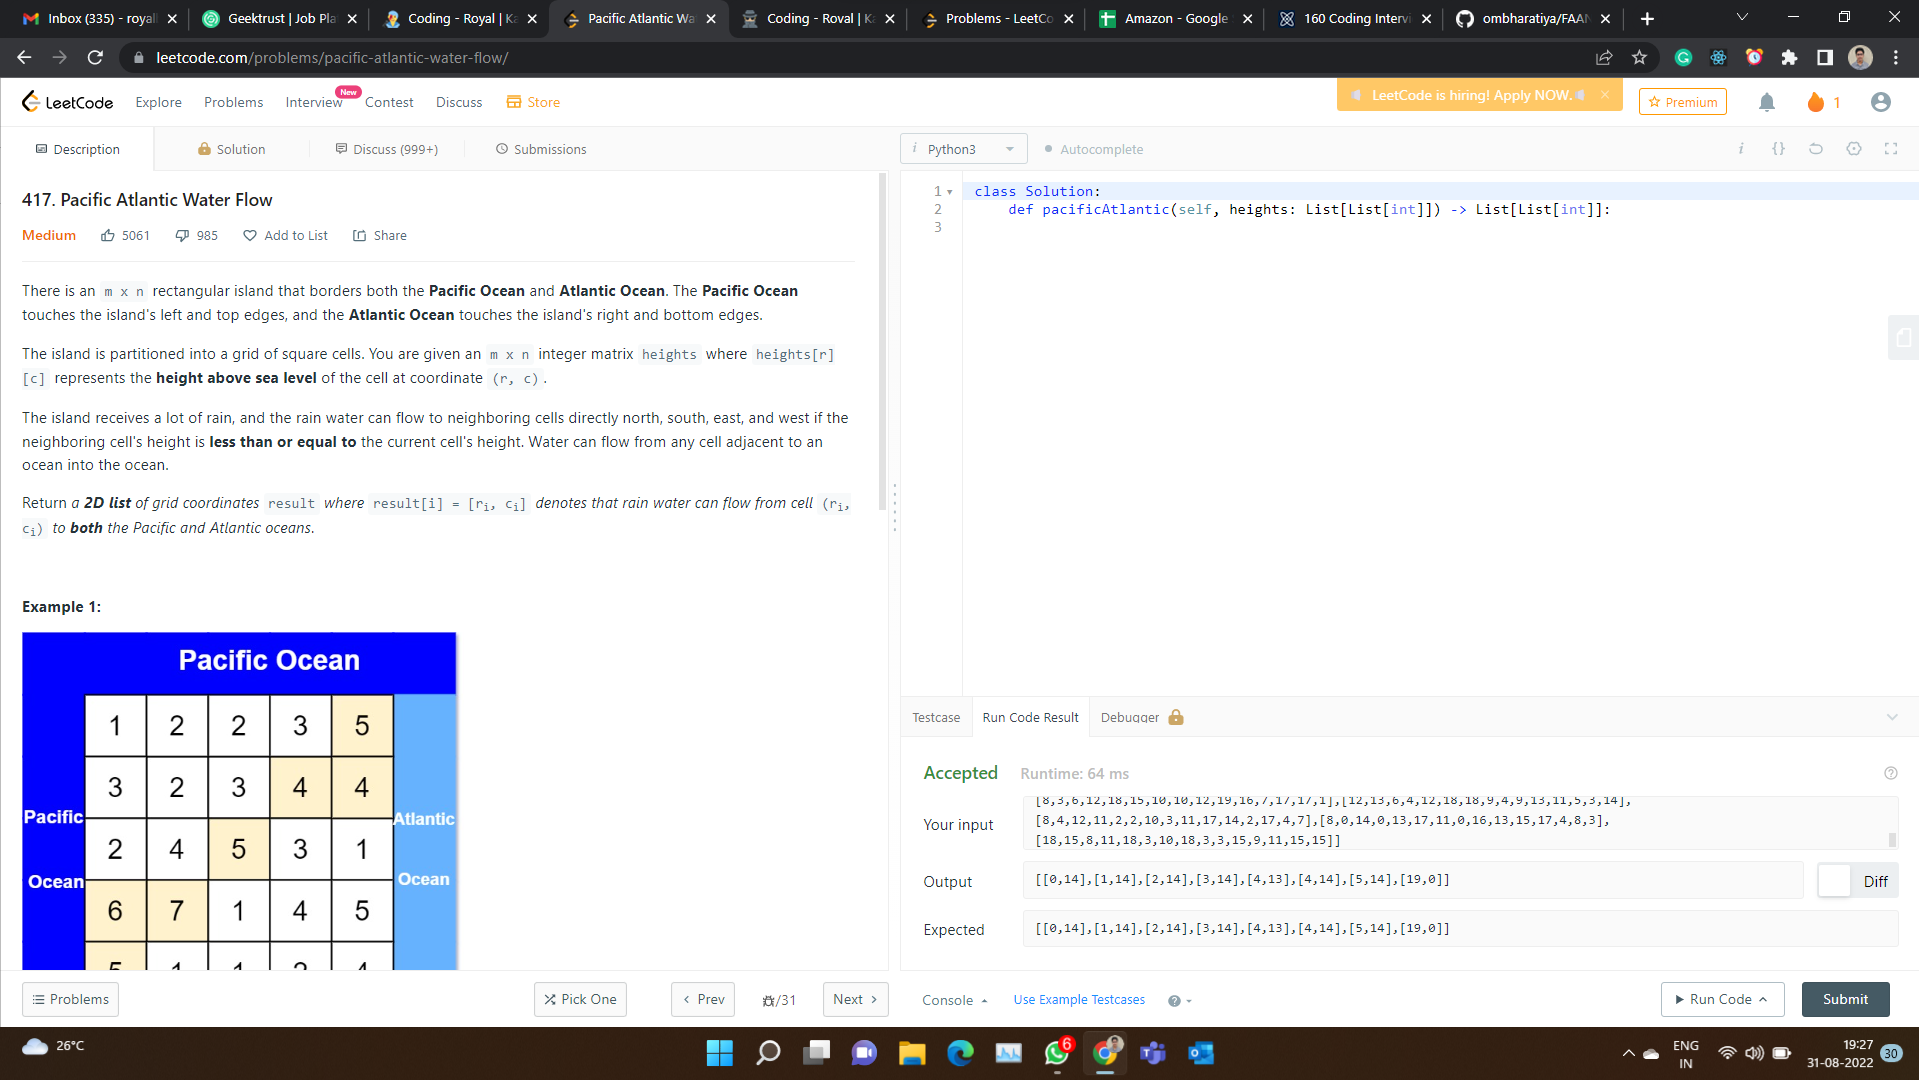 Inbox (335) - royal
Geektrust | Job Pla
Coding - Royal | Ka
Pacific Atlantic Wa
Coding - Royal | Ka
Problems - LeetCo
Amazon - Google
160 Coding Intervi
ombharatiya/FAAN
leetcode.com/problems/pacific-atlantic-water-flow/
LeetCode
Explore
Problems
Interview
New
Contest
Discuss
Store
LeetCode is hiring! Apply NOW.
Premium
1
Description
Solution
Discuss (999+)
Submissions
i Python3
Autocomplete
417. Pacific Atlantic Water Flow
Medium
5061
985
Add to List
Share
There is an m x n rectangular island that borders both the Pacific Ocean and Atlantic Ocean. The Pacific Ocean
touches the island's left and top edges, and the Atlantic Ocean touches the island's right and bottom edges.
The island is partitioned into a grid of square cells. You are given an m x n integer matrix heights where heights[r]
[c] represents the height above sea level of the cell at coordinate (r, c).
The island receives a lot of rain, and the rain water can flow to neighboring cells directly north, south, east, and west if the
neighboring cell's height is less than or equal to the current cell's height. Water can flow from any cell adjacent to an
ocean into the ocean.
Return a 2D list of grid coordinates result where result[i] = [ri, ci] denotes that rain water can flow from cell (ri,
ci) to both the Pacific and Atlantic oceans.
Example 1:
Pacific Ocean
1 2 2 3 5
3 2 3 4 4
Pacific
Atlantic
2 4 5 3 1
Ocean
Ocean
6 7 1 4 5
5 1 1 2 4
1 class Solution:
2 def pacificAtlantic(self, heights: List[List[int]]) -> List[List[int]]:
3
Testcase
Run Code Result
Debugger
Accepted
Runtime: 64 ms
Your input
[8,3,6,12,18,15,10,10,12,19,16,7,17,17,1],[12,13,6,4,12,18,18,9,4,9,13,11,5,3,14],
[8,4,12,11,2,2,10,3,11,17,14,2,17,4,7],[8,0,14,0,13,17,11,0,16,13,15,17,4,8,3],
[18,15,8,11,18,3,10,18,3,3,15,9,11,15,15]]
Output
[[0,14],[1,14],[2,14],[3,14],[4,13],[4,14],[5,14],[19,0]]
Diff
Expected
[[0,14],[1,14],[2,14],[3,14],[4,13],[4,14],[5,14],[19,0]]
Problems
Pick One
Prev
/31
Next
Console
Use Example Testcases
Run Code
Submit
26°C
6
ENG
IN
19:27
31-08-2022
30